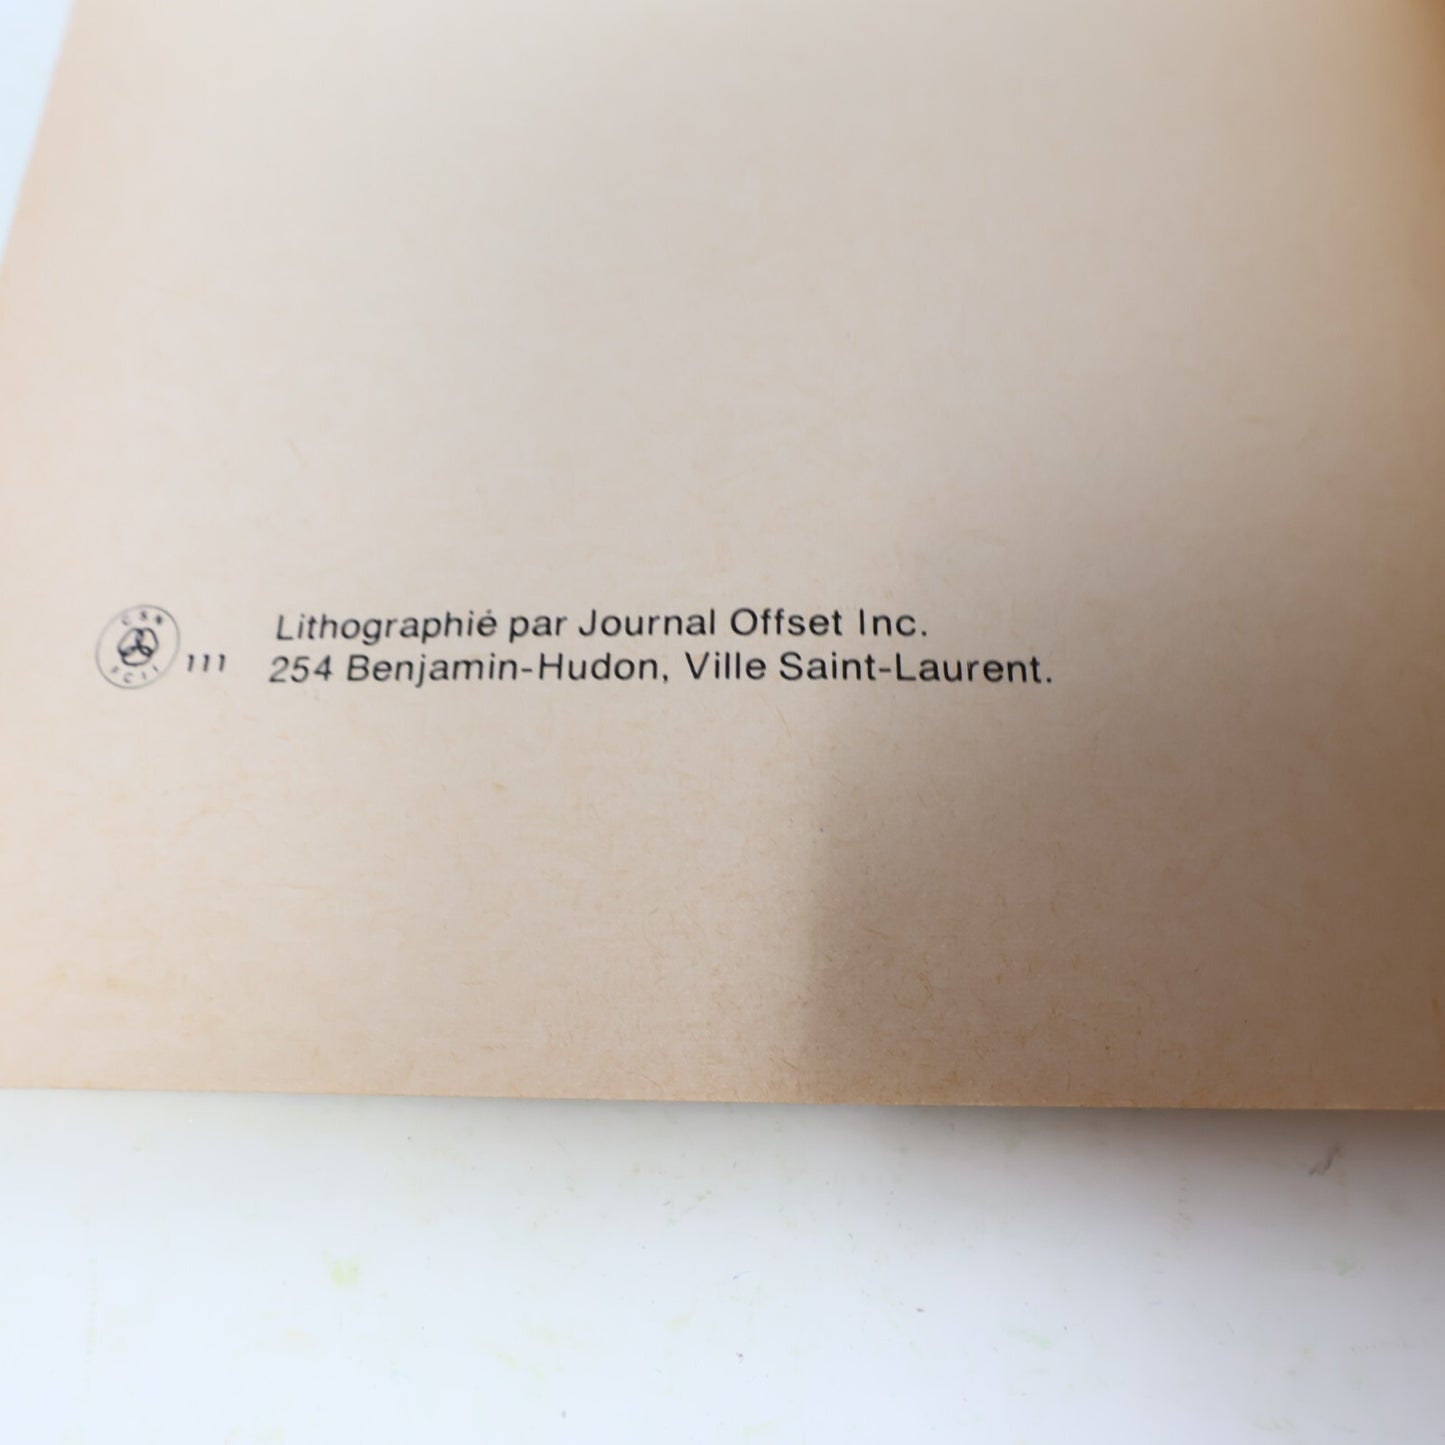 Lithographié par Journal Offset Inc.
111 254 Benjamin-Hudon, Ville Saint-Laurent.